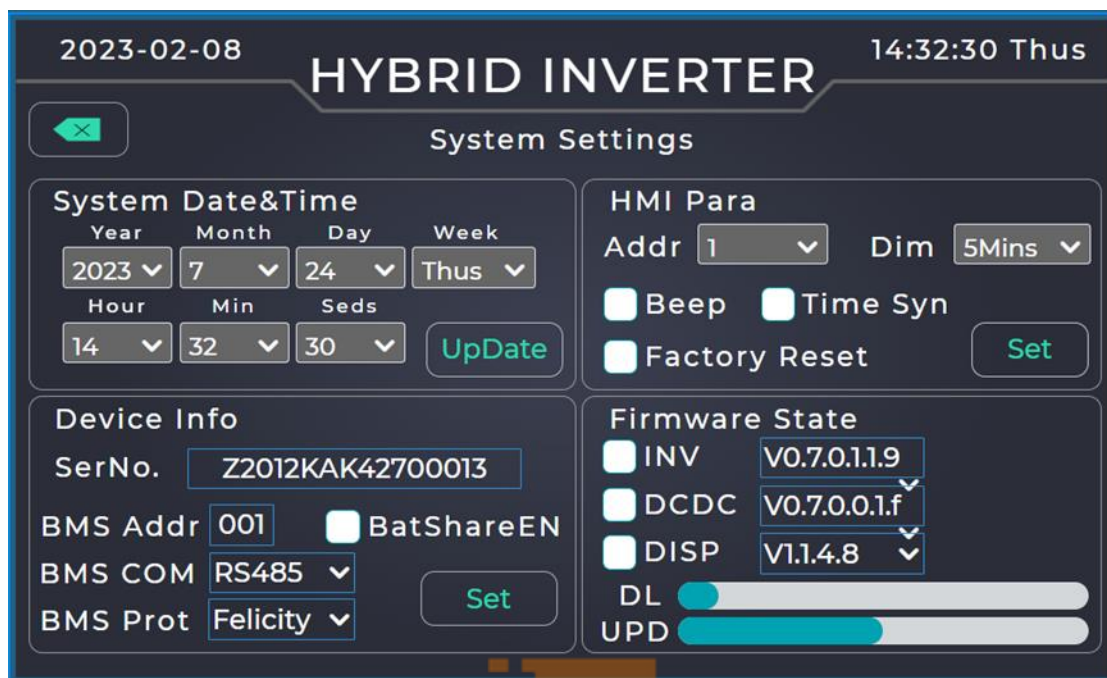 2023-02-08
HYBRID INVERTER
14:32:30 Thus
System Settings
System Date&Time
Year Month Day Week
2023 7 24 Thus
Hour Min Seds
14 32 30 UpDate
HMI Para
Addr 1 Dim 5Mins
Beep Time Syn
Factory Reset Set
Device Info
SerNo. Z2012KAK42700013
BMS Addr 001 BatShareEN
BMS COM RS485
Set
BMS Prot Felicity
Firmware State
INV V0.7.0.1.1.9
DCDC V0.7.0.0.1.f
DISP V1.1.4.8
DL
UPD